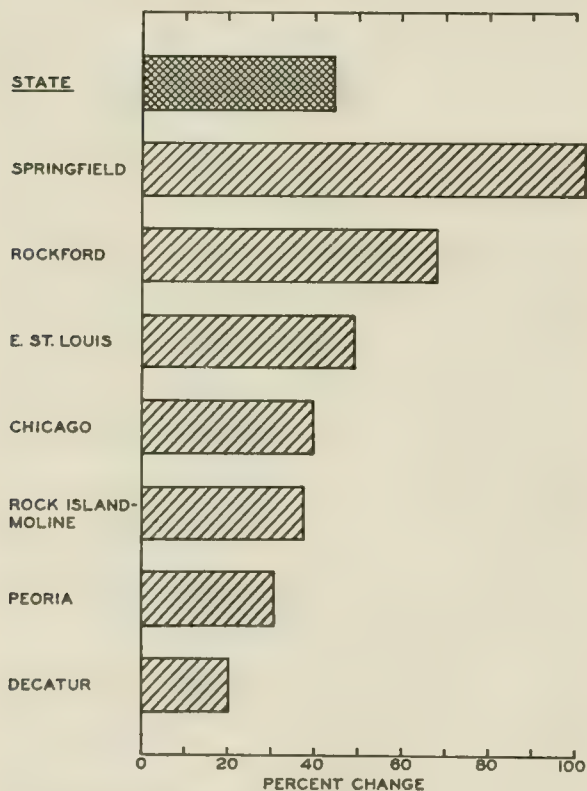 STATE
SPRINGFIELD
ROCKFORD
E. ST. LOUIS
CHICAGO
ROCK ISLAND-
MOLINE
PEORIA
DECATUR
0 20 40 60 80 100
PERCENT CHANGE